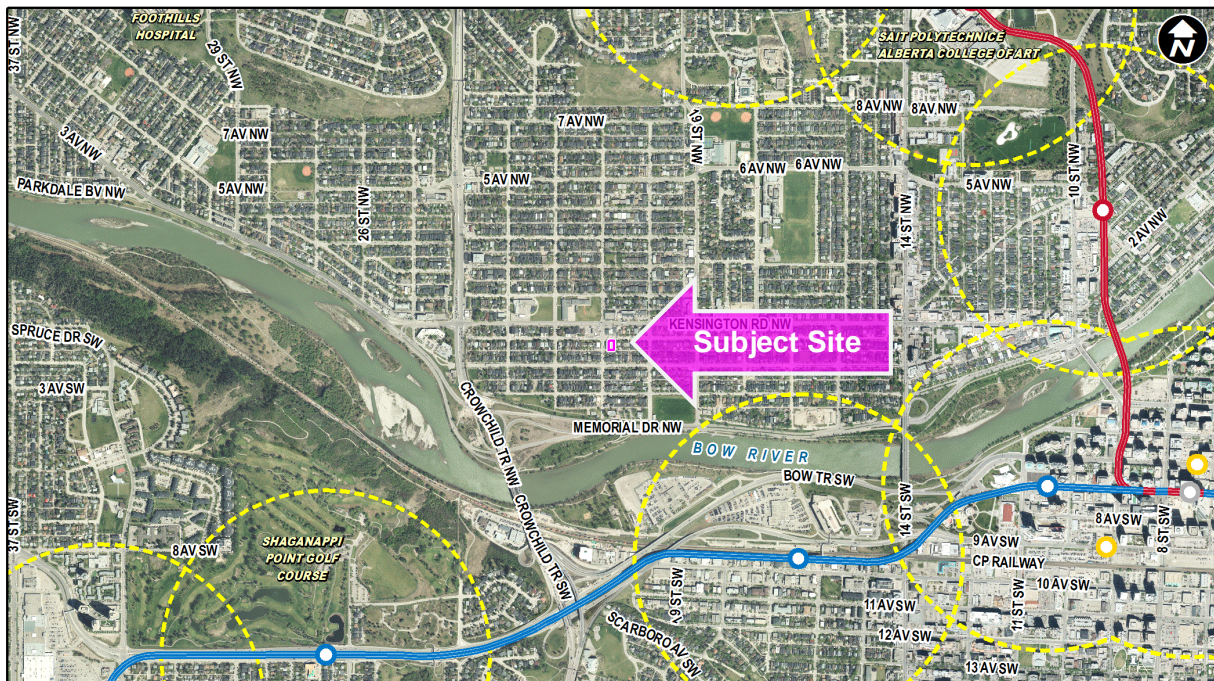 FOOTHILLS
HOSPITAL
37 ST NW
29 ST NW
SAIT POLYTECHNICE
ALBERTA COLLEGE OF ART
N
8 AV NW
8 AV NW
3 AV NW
7 AV NW
7 AV NW
19 ST NW
6 AV NW
6 AV NW
10 ST NW
PARKDALE BV NW
5 AV NW
5 AV NW
5 AV NW
26 ST NW
14 ST NW
2 AV NW
KENSINGTON RD NW
Subject Site
SPRUCE DR SW
3 AV SW
CROWCHILD TR NW
MEMORIAL DR NW
BOW RIVER
BOW TR SW
37 ST SW
CROWCHILD TR SW
14 ST SW
8 AV SW
8 ST SW
SHAGANAPPI
POINT GOLF
COURSE
8 AV SW
9 AV SW
CP RAILWAY
10 AV SW
19 ST SW
11 AV SW
11 ST SW
SCARBORO AV SW
12 AV SW
13 AV SW